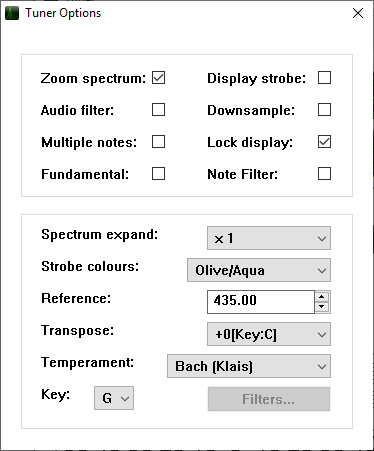 Tuner Options
Zoom spectrum: Display strobe:
Audio filter: Downsample:
Multiple notes: Lock display:
Fundamental: Note Filter:
Spectrum expand: x 1
Strobe colours: Olive/Aqua
Reference: 435.00
Transpose: +0[Key:C]
Temperament: Bach (Klais)
Key: G Filters...